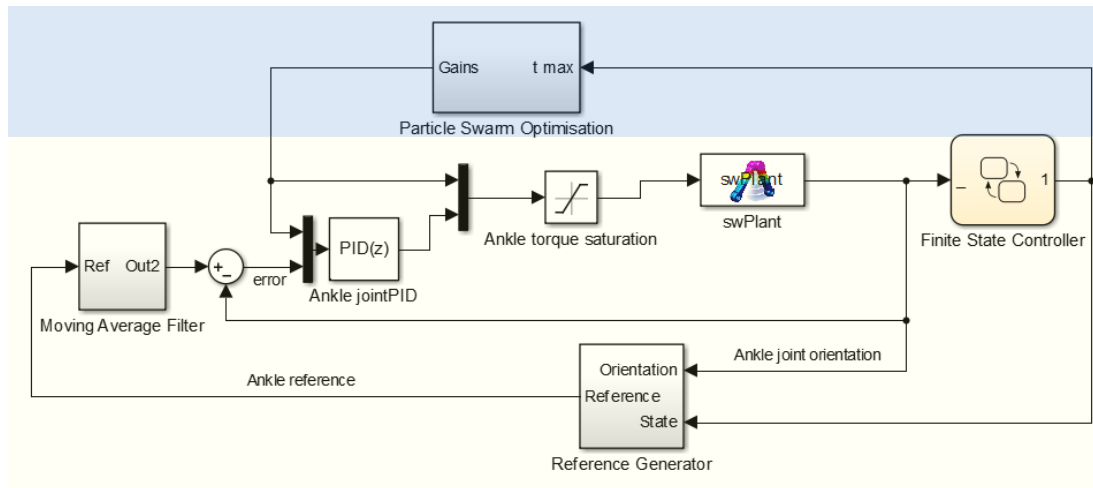 Gains t max
Particle Swarm Optimisation
swPlant
swPlant
_ 1
Finite State Controller
Ankle torque saturation
PID(z)
Ankle jointPID
Ref Out2
Moving Average Filter
+
_
error
Ankle joint orientation
Ankle reference
Orientation
Reference
State
Reference Generator